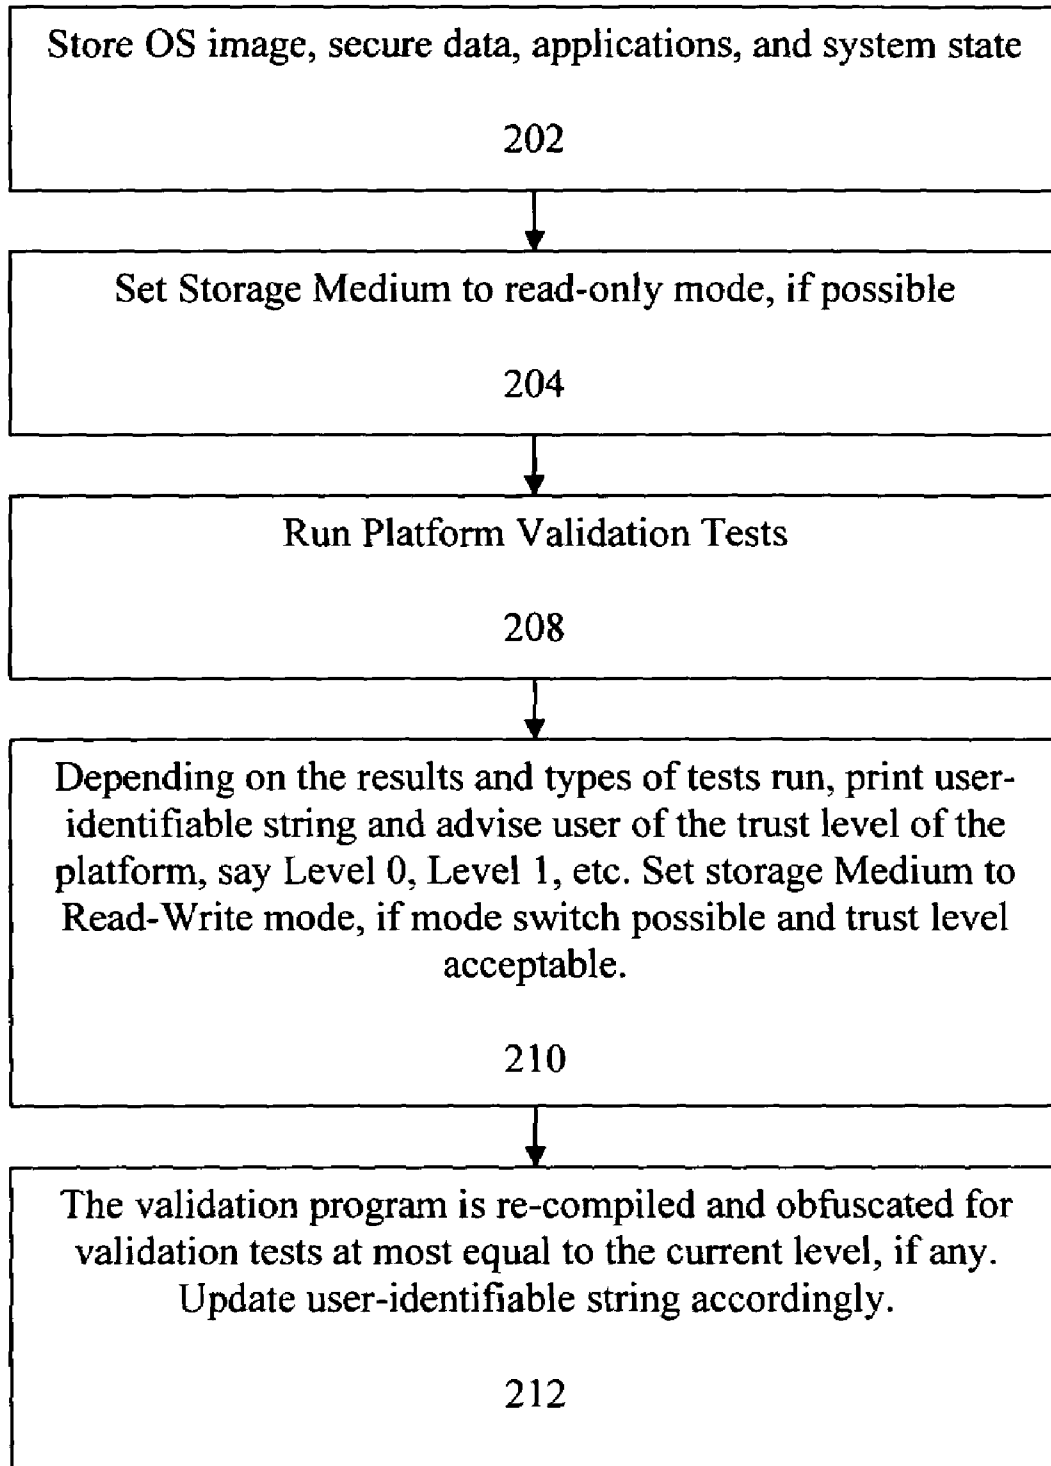 Store OS image, secure data, applications, and system state
202
Set Storage Medium to read-only mode, if possible
204
Run Platform Validation Tests
208
Depending on the results and types of tests run, print user-
identifiable string and advise user of the trust level of the
platform, say Level 0, Level 1, etc. Set storage Medium to
Read-Write mode, if mode switch possible and trust level
acceptable.
210
The validation program is re-compiled and obfuscated for
validation tests at most equal to the current level, if any.
Update user-identifiable string accordingly.
212